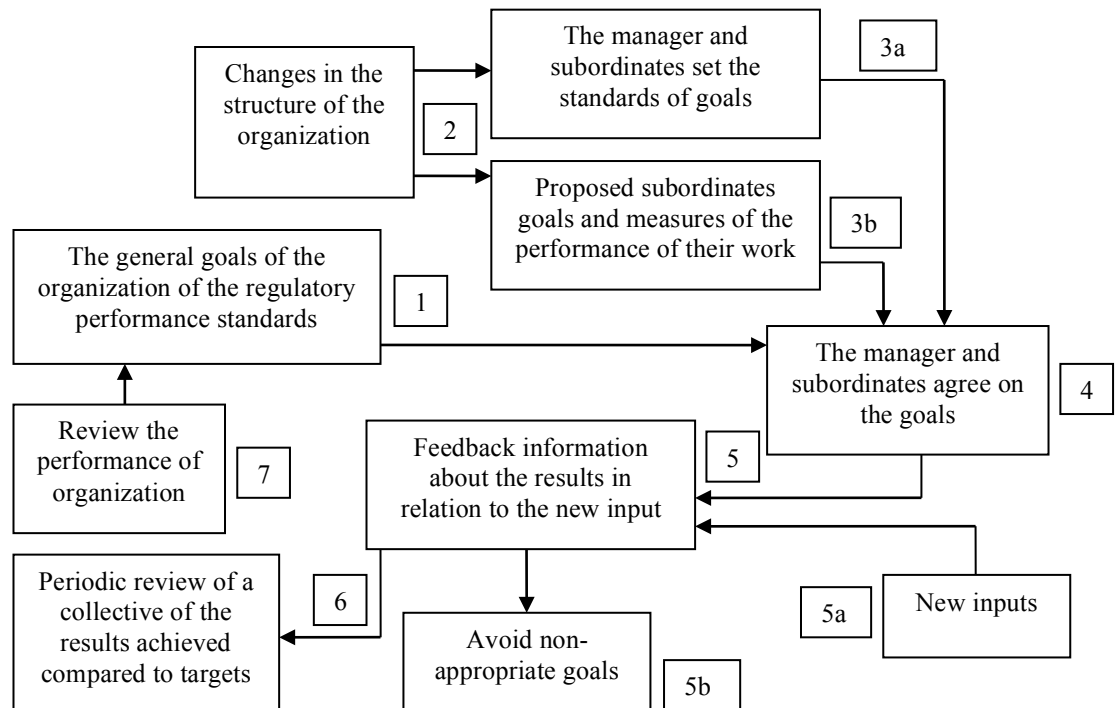 The manager and
subordinates set the
standards of goals
3a
Changes in the
structure of the
organization
2
Proposed subordinates
goals and measures of the
performance of their work
3b
The general goals of the
organization of the regulatory
performance standards
1
The manager and
subordinates agree on
the goals
4
Review the
performance of
organization
7
Feedback information
about the results in
relation to the new input
5
Periodic review of a
collective of the
results achieved
compared to targets
6
Avoid non-
appropriate goals
5b
5a
New inputs